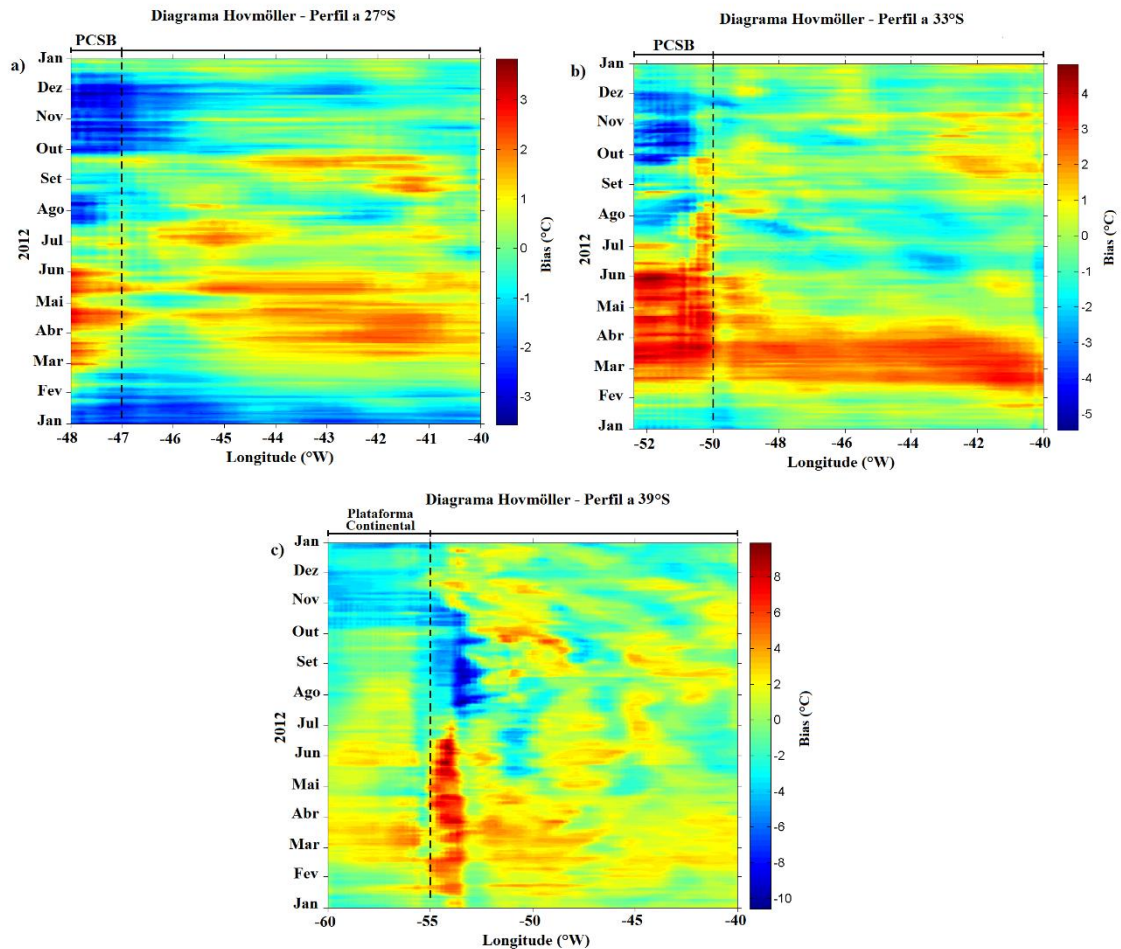 Diagrama Hovmöller - Perfil a 27°S
PCSB
a)
Jan
Dez
Nov
Out
Set
Ago
Jul
Jun
Mai
Abr
Mar
Fev
Jan
2012
-48 -47 -46 -45 -44 -43 -42 -41 -40
Longitude (°W)
3
2
1
0
-1
-2
-3
Bias (°C)
Diagrama Hovmöller - Perfil a 33°S
PCSB
b)
Jan
Dez
Nov
Out
Set
Ago
Jul
Jun
Mai
Abr
Mar
Fev
Jan
2012
-52 -50 -48 -46 -44 -42 -40
Longitude (°W)
4
3
2
1
0
-1
-2
-3
-4
-5
Bias (°C)
Diagrama Hovmöller - Perfil a 39°S
Plataforma
Continental
c)
Jan
Dez
Nov
Out
Set
Ago
Jul
Jun
Mai
Abr
Mar
Fev
Jan
2012
-60 -55 -50 -45 -40
Longitude (°W)
8
6
4
2
0
-2
-4
-6
-8
-10
Bias (°C)